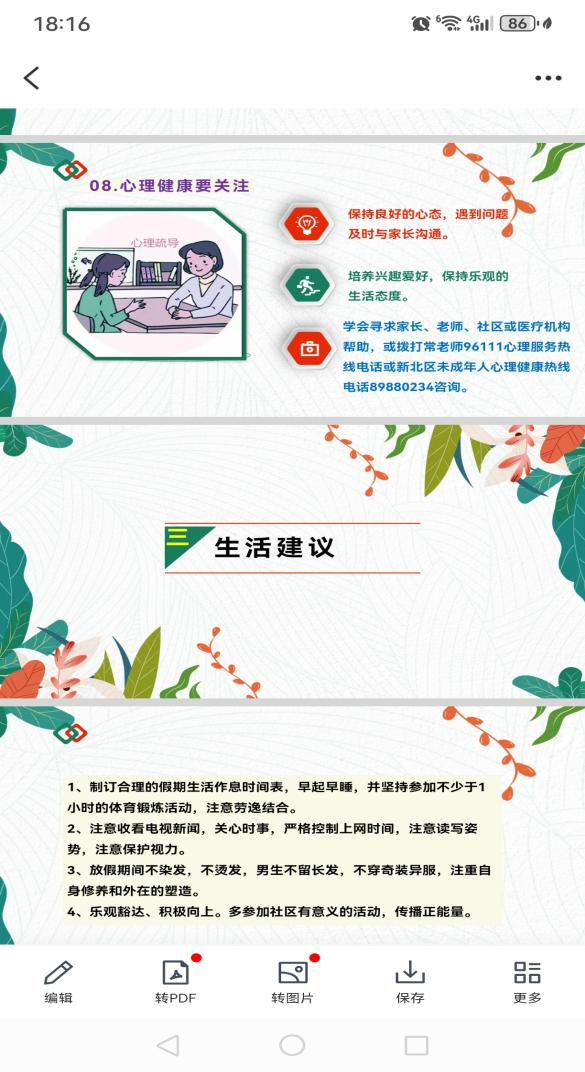 18:16
6
4G
86
08.心理健康要关注
心理疏导
保持良好的心态，遇到问题
及时与家长沟通。
培养兴趣爱好，保持乐观的
生活态度。
学会寻求家长、老师、社区或医疗机构
帮助，或拨打常老师96111心理服务热
线电话或新北区未成年人心理健康热线
电话89880234咨询。
三
生活建议
1、制订合理的假期生活作息时间表，早起早睡，并坚持参加不少于1
小时的体育锻炼活动，注意劳逸结合。
2、注意收看电视新闻，关心时事，严格控制上网时间，注意读写姿
势，注意保护视力。
3、放假期间不染发，不烫发，男生不留长发，不穿奇装异服，注重自
身修养和外在的塑造。
4、乐观豁达、积极向上。多参加社区有意义的活动，传播正能量。
编辑
转PDF
转图片
保存
更多